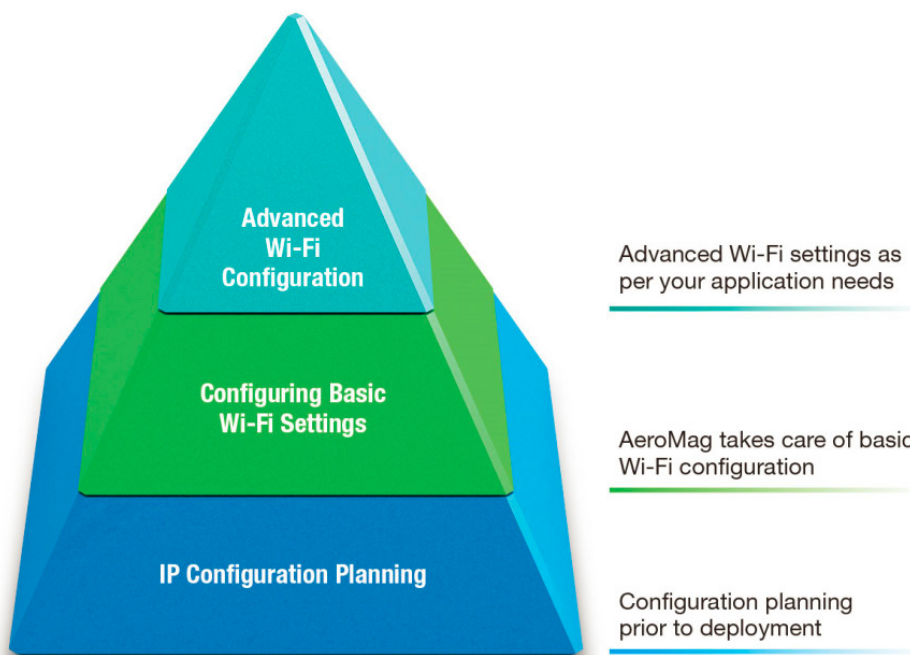 Advanced
Wi-Fi
Configuration
Advanced Wi-Fi settings as
per your application needs
Configuring Basic
Wi-Fi Settings
AeroMag takes care of basic
Wi-Fi configuration
IP Configuration Planning
Configuration planning
prior to deployment